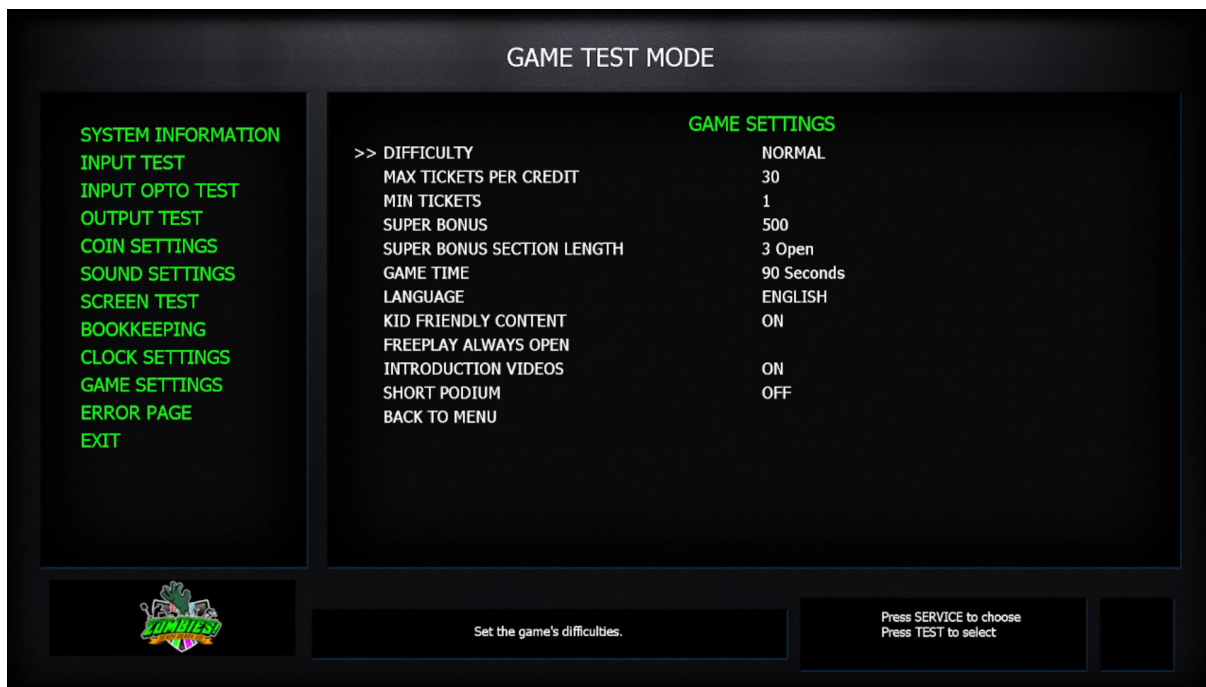 GAME TEST MODE
SYSTEM INFORMATION
INPUT TEST
INPUT OPTO TEST
OUTPUT TEST
COIN SETTINGS
SOUND SETTINGS
SCREEN TEST
BOOKKEEPING
CLOCK SETTINGS
GAME SETTINGS
ERROR PAGE
EXIT
GAME SETTINGS
>> DIFFICULTY NORMAL
MAX TICKETS PER CREDIT 30
MIN TICKETS 1
SUPER BONUS 500
SUPER BONUS SECTION LENGTH 3 Open
GAME TIME 90 Seconds
LANGUAGE ENGLISH
KID FRIENDLY CONTENT ON
FREEPLAY ALWAYS OPEN
INTRODUCTION VIDEOS ON
SHORT PODIUM OFF
BACK TO MENU
ZOMBIES!
Set the game's difficulties.
Press SERVICE to choose
Press TEST to select